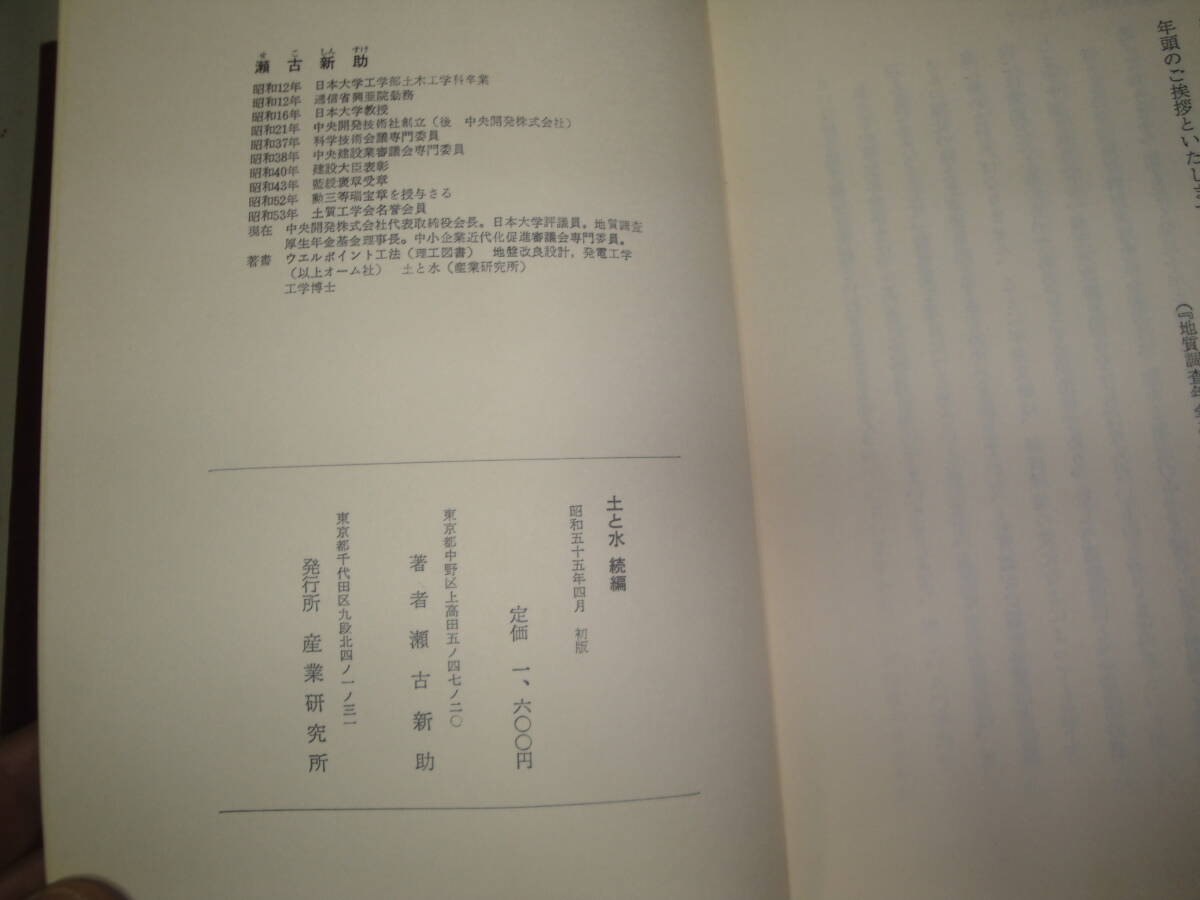 年頭のご挨拶といたします
(『地質調査年
せこしんすけ
瀬古新助
昭和12年 日本大学工学部土木工学科卒業
昭和12年 逓信省興亜院勤務
昭和16年 日本大学教授
昭和21年 中央開発技術社創立(後 中央開発株式会社)
昭和37年 科学技術会議専門委員
昭和38年 中央建設業審議会専門委員
昭和40年 建設大臣表彰
昭和43年 藍綬褒章受章
昭和52年 勲三等瑞宝章を授与さる
昭和53年 土質工学会名誉会員
現在 中央開発株式会社代表取締役会長。日本大学評議員。地質調査
厚生年金基金理事長。中小企業近代化促進審議会専門委員。
著書 ウエルポイント工法(理工図書) 地盤改良設計,発電工学
(以上オーム社) 土と水(産業研究所)
工学博士
土と水 続編
昭和五十五年四月 初版
定価 一、六〇〇円
東京都中野区上高田五ノ四七ノ二〇
著者 瀬古新助
東京都千代田区九段北四ノ一ノ三一
発行所 産業研究所